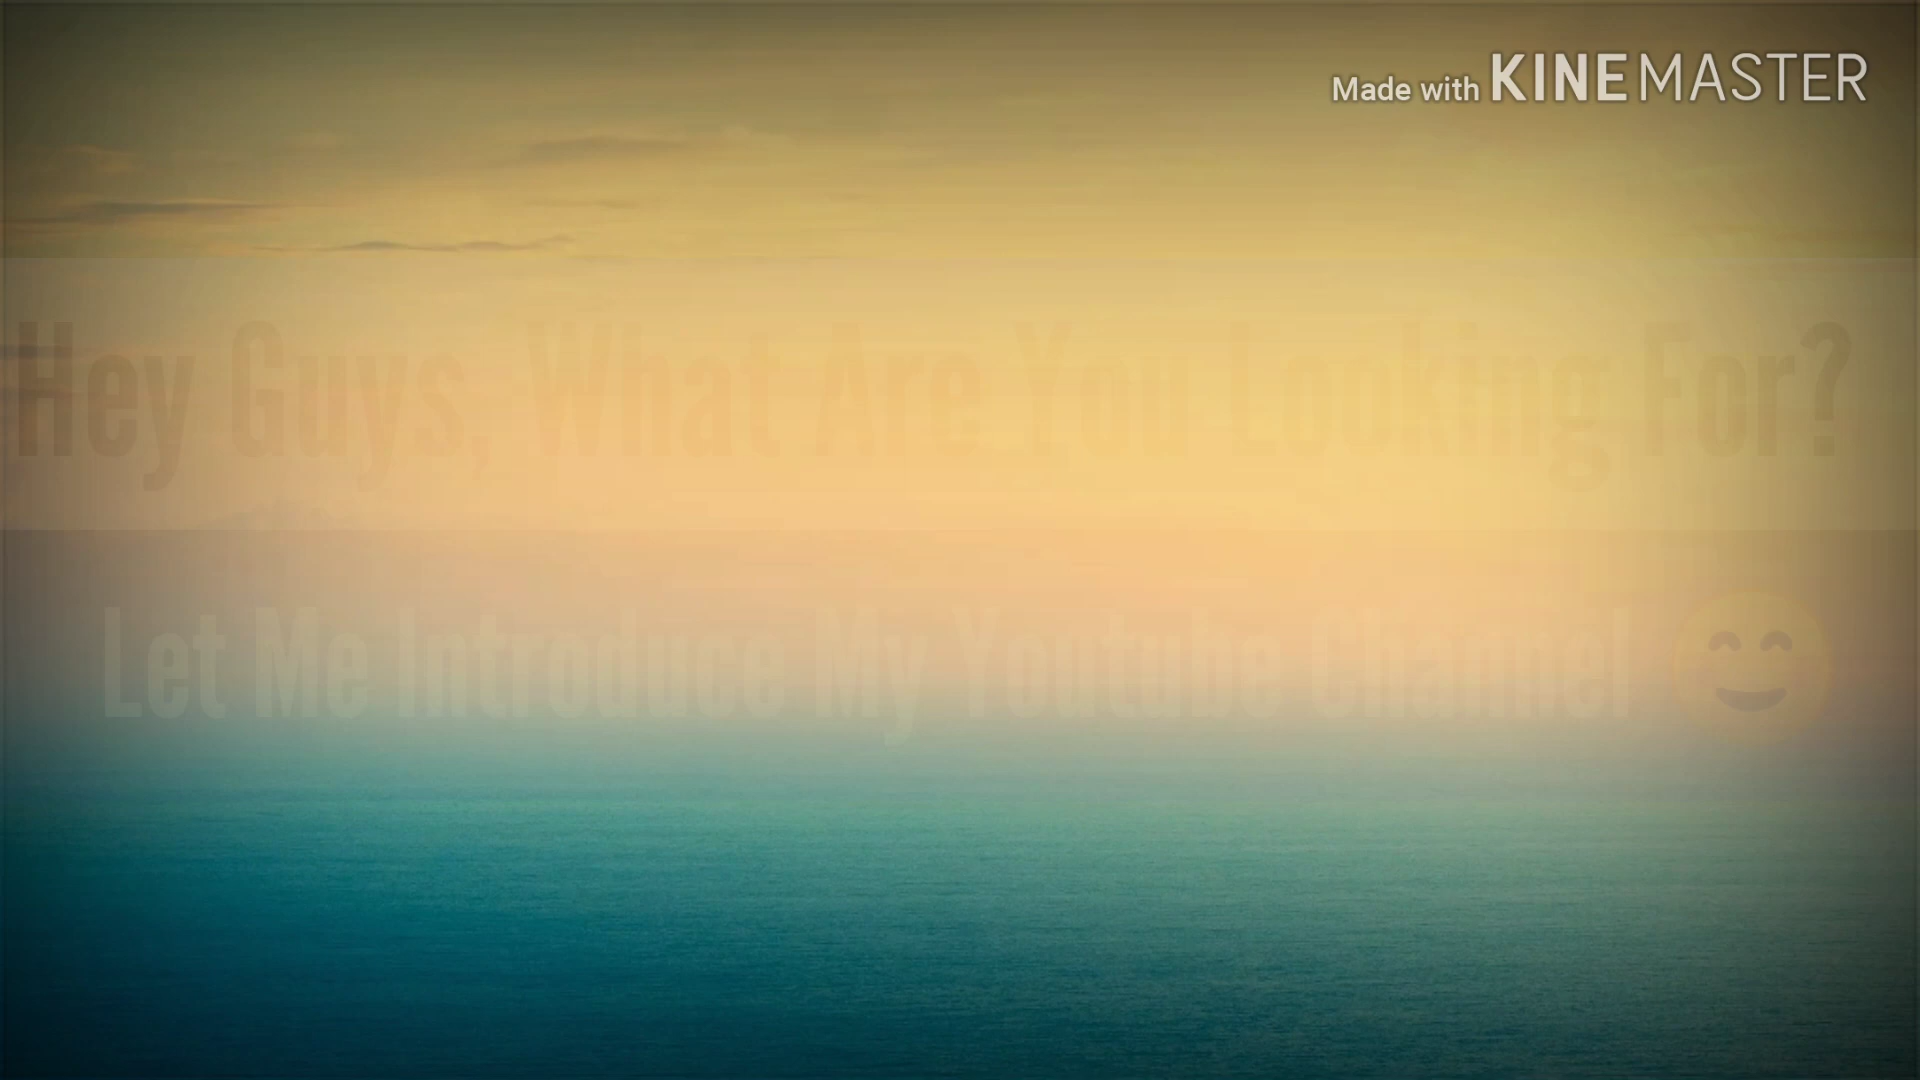 Made with KINEMASTER
Hey Guys, What Are You Looking For?
Let Me Introduce My Youtube Channel 😄